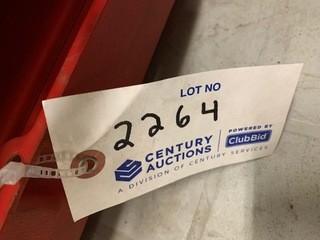 LOT NO
2264
CENTURY
AUCTIONS
POWERED BY
ClubBid
A DIVISION OF CENTURY SERVICES